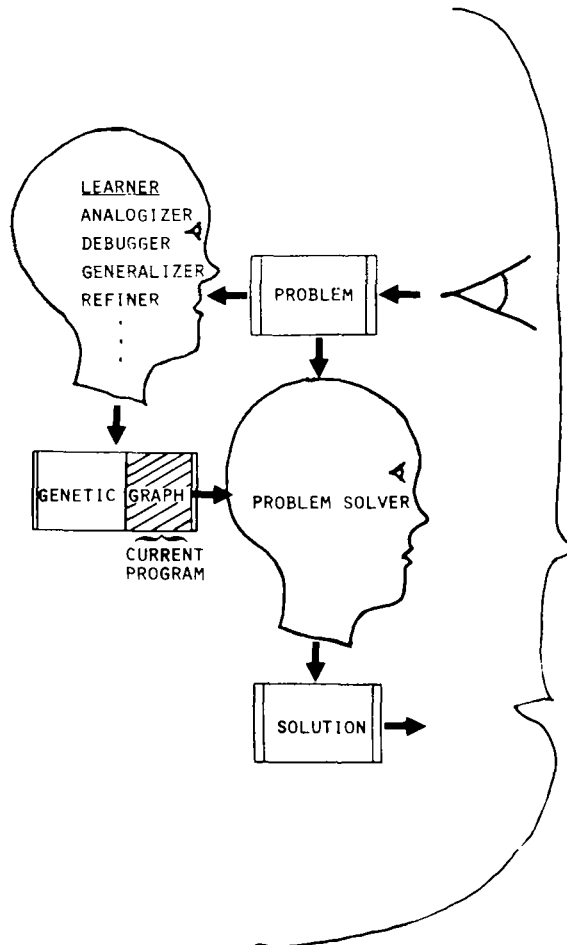 LEARNER
ANALOGIZER
DEBUGGER
GENERALIZER
REFINER
PROBLEM
GENETIC GRAPH
CURRENT
PROGRAM
PROBLEM SOLVER
SOLUTION